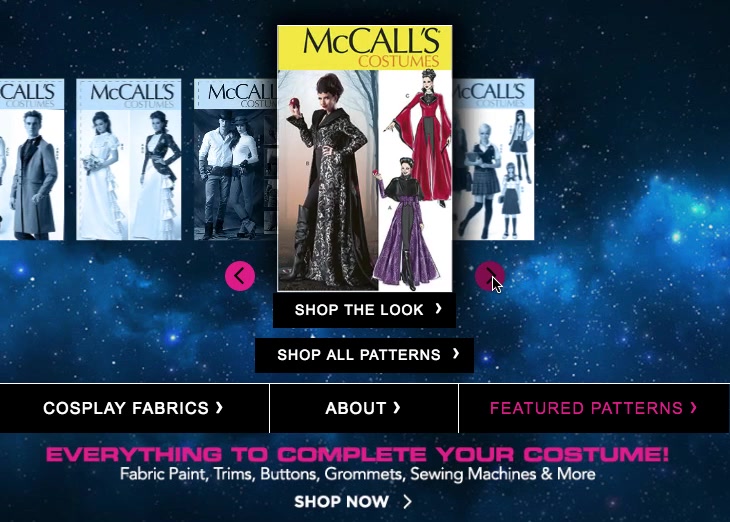 McCALL'S
COSTUMES
CALL'S
COSTUMES
McCALL'S
COSTUMES
McCALL
CALL'S
COSTUMES
B
C
A
SHOP THE LOOK ›
SHOP ALL PATTERNS ›
COSPLAY FABRICS ›
ABOUT ›
FEATURED PATTERNS ›
EVERYTHING TO COMPLETE YOUR COSTUME!
Fabric Paint, Trims, Buttons, Grommets, Sewing Machines & More
SHOP NOW >